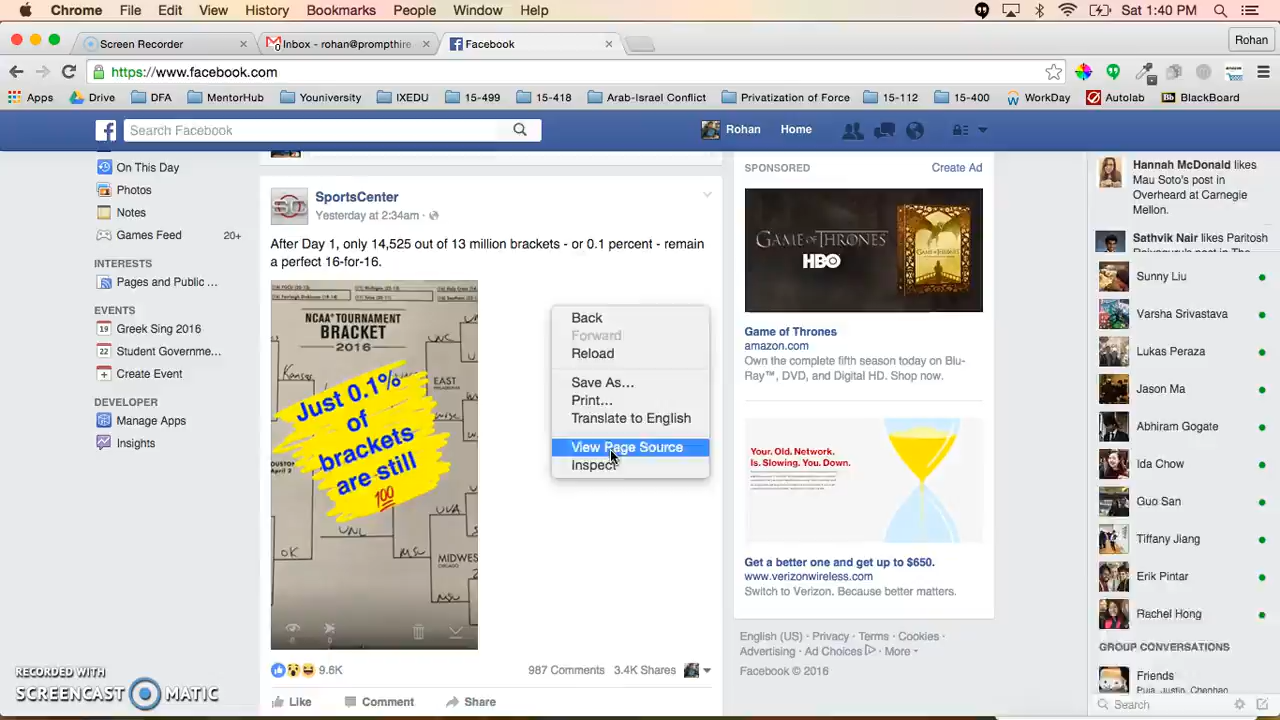 Chrome File Edit View History Bookmarks People Window Help Sat 1:40 PM
Screen Recorder Inbox - rohan@prompthire Facebook Rohan
https://www.facebook.com
Apps Drive DFA MentorHub Youniversity IXEDU 15-499 15-418 Arab-Israel Conflict Privatization of Force 15-112 15-400 WorkDay Autolab BlackBoard
Search Facebook Rohan Home
On This Day
Photos
Notes
Games Feed 20+
INTERESTS
Pages and Public ...
EVENTS
19 Greek Sing 2016
22 Student Governme...
Create Event
DEVELOPER
Manage Apps
Insights
SportsCenter
Yesterday at 2:34am ·
After Day 1, only 14,525 out of 13 million brackets - or 0.1 percent - remain
a perfect 16-for-16.
NCAA TOURNAMENT
BRACKET
2016
Kansas
EAST
Just 0.1%
of
brackets
are still
100
UVA
UNC
MIDWEST
9.8K 987 Comments 3.4K Shares
Like Comment Share
Back
Forward
Reload
Save As...
Print...
Translate to English
View Page Source
Inspect
SPONSORED Create Ad
GAME OF THRONES
HBO
Game of Thrones
amazon.com
Own the complete fifth season today on Blu-
Ray™, DVD, and Digital HD. Shop now.
Your. Old. Network.
Is. Slowing. You. Down.
Get a better one and get up to $650.
www.verizonwireless.com
Switch to Verizon. Because better matters.
English (US) · Privacy · Terms · Cookies ·
Advertising · Ad Choices · More
Facebook © 2016
Hannah McDonald likes
Mau Soto's post in
Overheard at Carnegie
Mellon.
Sathvik Nair likes Paritosh
Sunny Liu
Varsha Srivastava
Lukas Peraza
Jason Ma
Abhiram Gogate
Ida Chow
Guo San
Tiffany Jiang
Erik Pintar
Rachel Hong
GROUP CONVERSATIONS
Friends
Puja, Justin, Chenhao
Search
RECORDED WITH
SCREENCAST MATIC